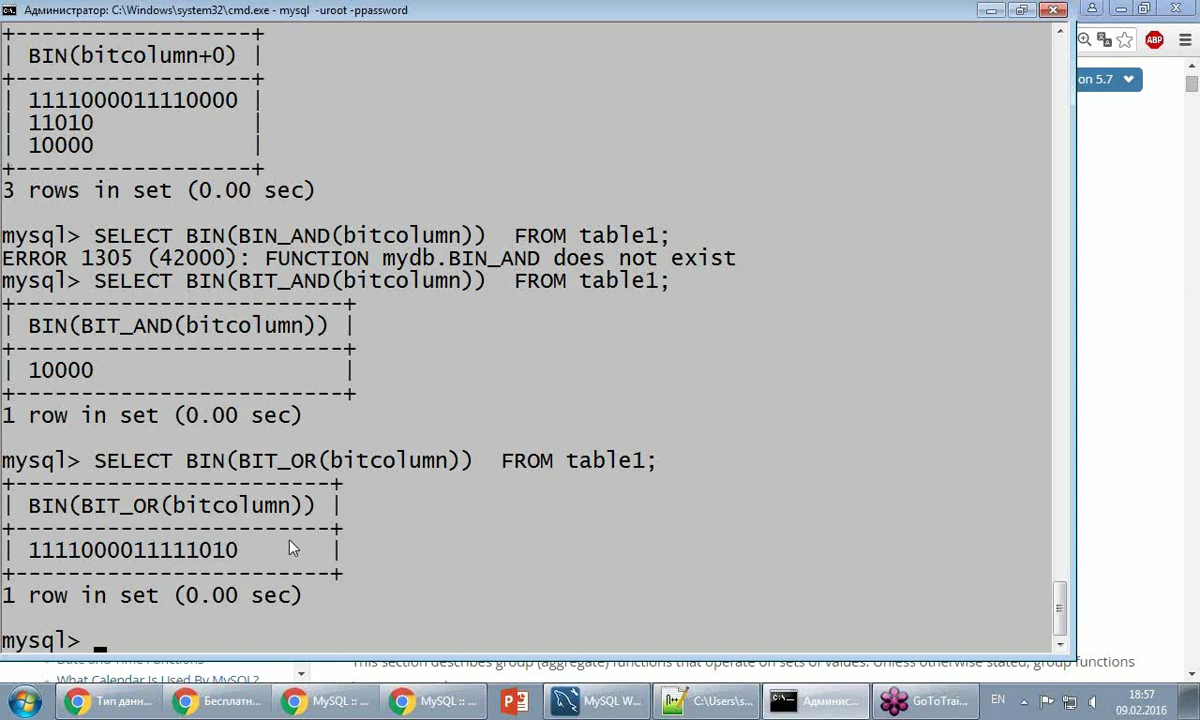 Администратор: C:\Windows\system32\cmd.exe - mysql -uroot -ppassword
+-----------------+
| BIN(bitcolumn+0) |
+-----------------+
| 1111000011110000 |
| 11010 |
| 10000 |
+-----------------+
3 rows in set (0.00 sec)
mysql> SELECT BIN(BIN_AND(bitcolumn))  FROM table1;
ERROR 1305 (42000): FUNCTION mydb.BIN_AND does not exist
mysql> SELECT BIN(BIT_AND(bitcolumn))  FROM table1;
+------------------------+
| BIN(BIT_AND(bitcolumn)) |
+------------------------+
| 10000 |
+------------------------+
1 row in set (0.00 sec)
mysql> SELECT BIN(BIT_OR(bitcolumn))  FROM table1;
+-----------------------+
| BIN(BIT_OR(bitcolumn)) |
+-----------------------+
| 1111000011111010 |
+-----------------------+
1 row in set (0.00 sec)
mysql>
ABP
on 5.7
What Calendar Is Used By MySQL?
This section describes group (aggregate) functions that operate on sets of values. Unless otherwise stated, group functions
Тип данн...
Бесплатн...
MySQL :: ...
MySQL :: ...
MySQL W...
C:\Users\s...
Админис...
GoToTrai...
EN
18:57
09.02.2016